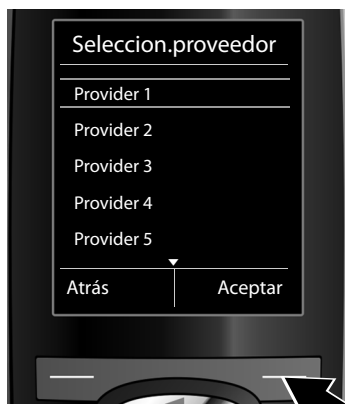 Seleccion.proveedor
Provider 1
Provider 2
Provider 3
Provider 4
Provider 5
Atrás Aceptar